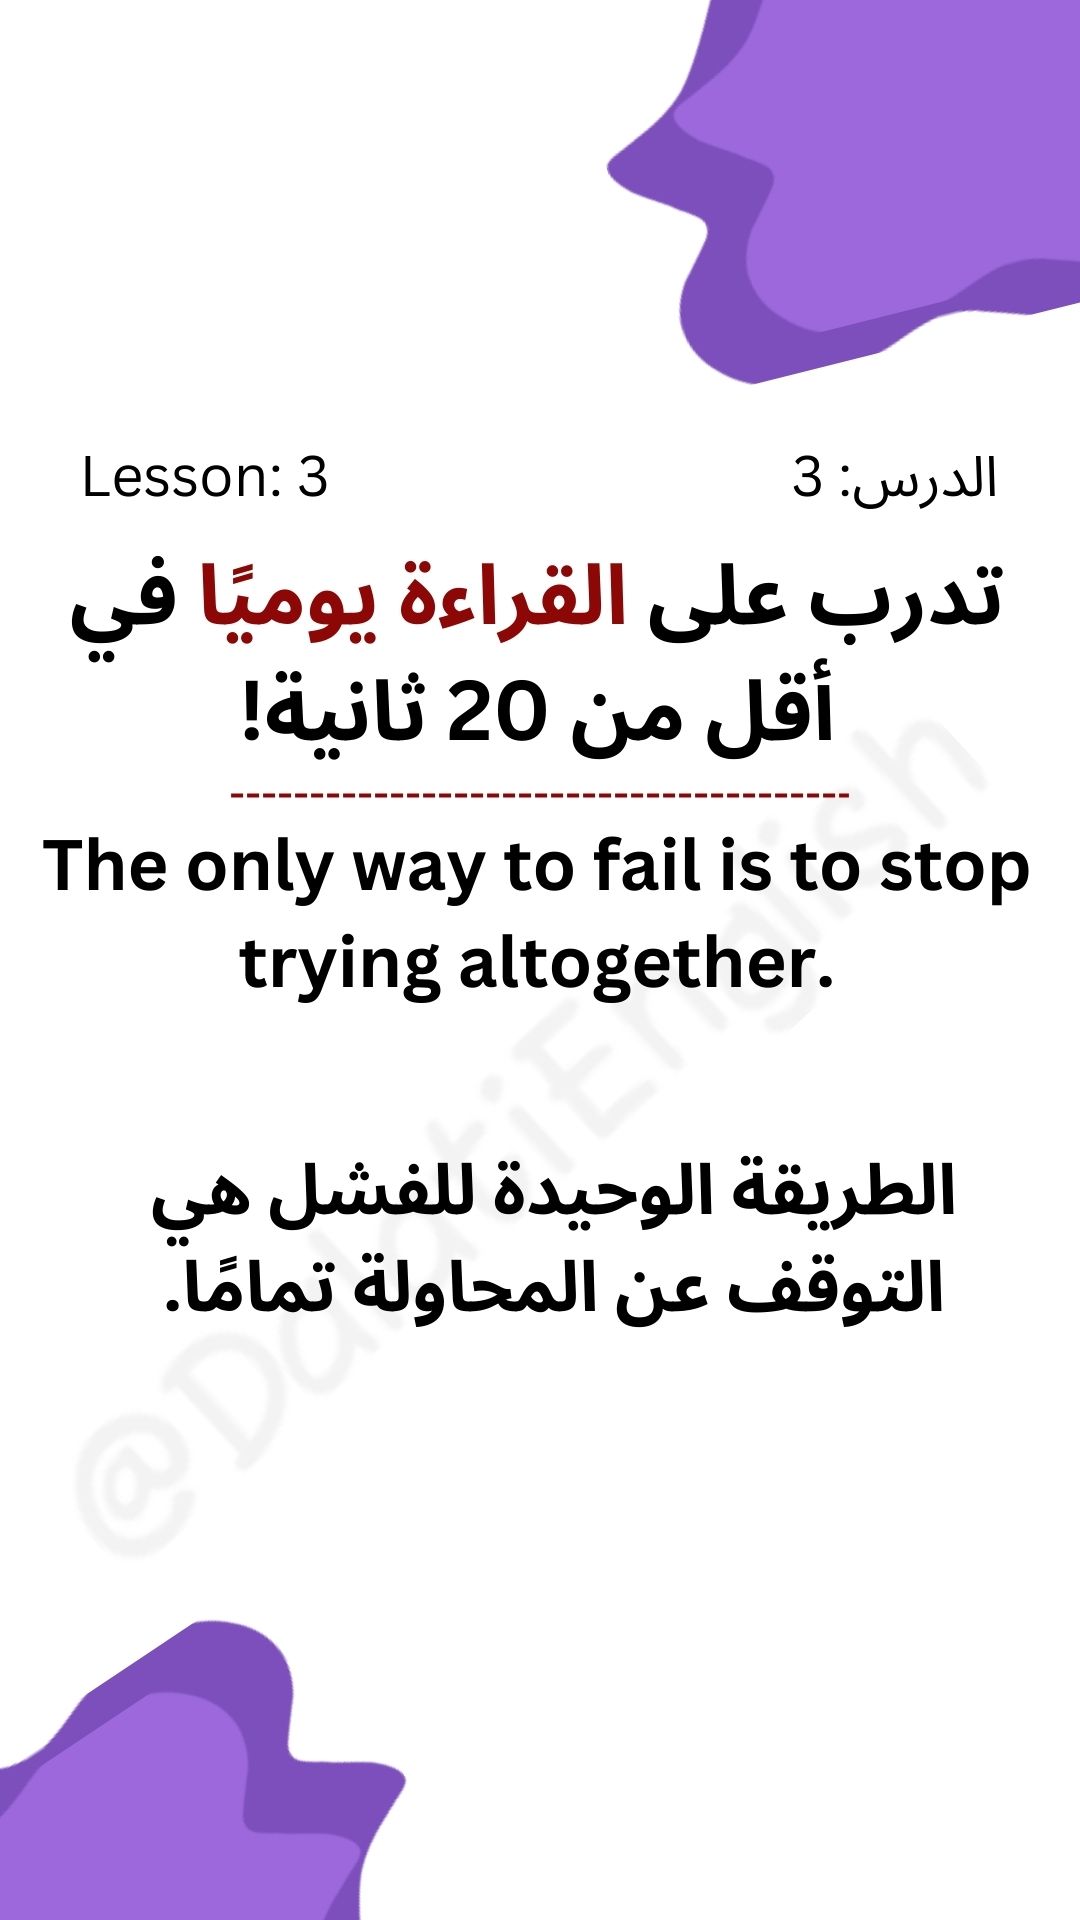 Lesson: 3
الدرس: 3
تدرب على القراءة يوميًا في
أقل من 20 ثانية!
The only way to fail is to stop
trying altogether.
الطريقة الوحيدة للفشل هي
التوقف عن المحاولة تمامًا.
@DadatiEnglish